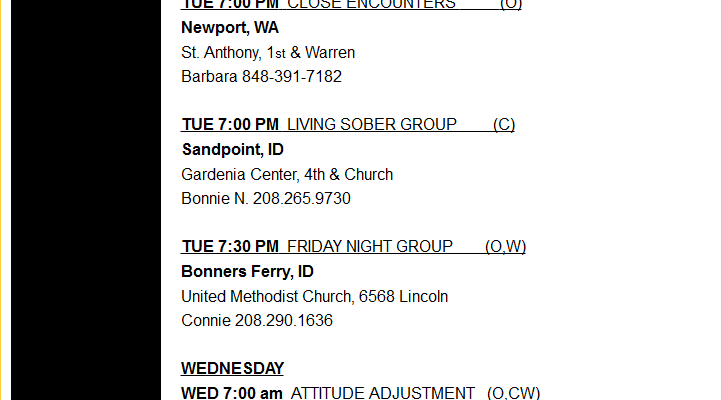 TUE 7:00 PM CLOSE ENCOUNTERS (O)
Newport, WA
St. Anthony, 1st & Warren
Barbara 848-391-7182
TUE 7:00 PM LIVING SOBER GROUP (C)
Sandpoint, ID
Gardenia Center, 4th & Church
Bonnie N. 208.265.9730
TUE 7:30 PM FRIDAY NIGHT GROUP (O,W)
Bonners Ferry, ID
United Methodist Church, 6568 Lincoln
Connie 208.290.1636
WEDNESDAY
WED 7:00 am ATTITUDE ADJUSTMENT (O,CW)